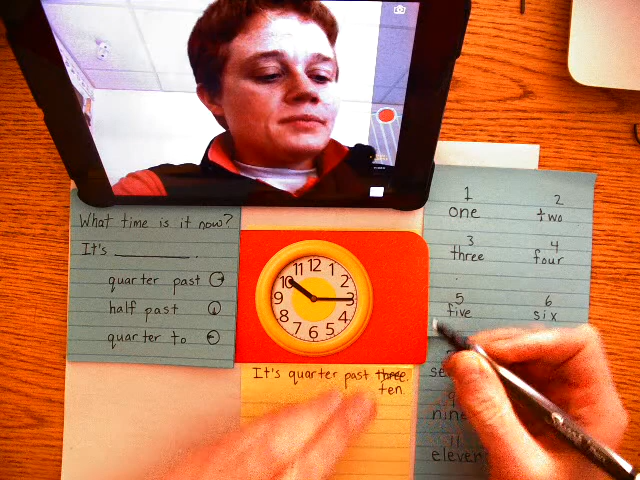 What time is it now?
It's ________.
quarter past
half past
quarter to
11 12 1
10 2
9 3
8 4
7 6 5
It's quarter past three.
ten.
1 2
one two
3 4
three four
5 6
five six
nine
11
eleven